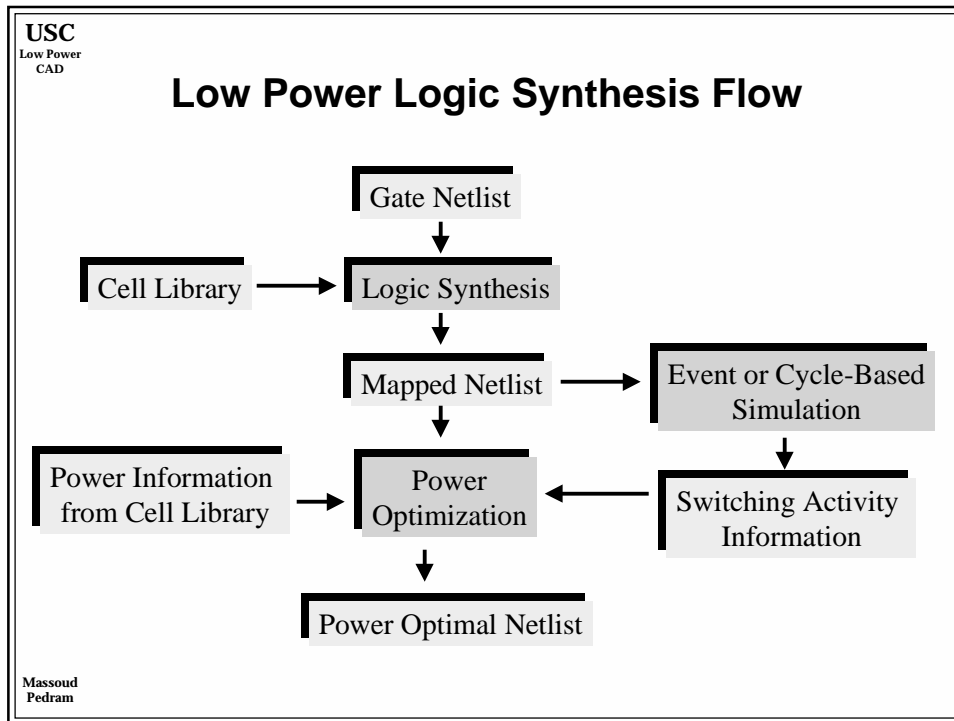 USC
Low Power
CAD
Low Power Logic Synthesis Flow
Gate Netlist
Cell Library
Logic Synthesis
Mapped Netlist
Event or Cycle-Based
Simulation
Power Information
from Cell Library
Power
Optimization
Switching Activity
Information
Power Optimal Netlist
Massoud
Pedram